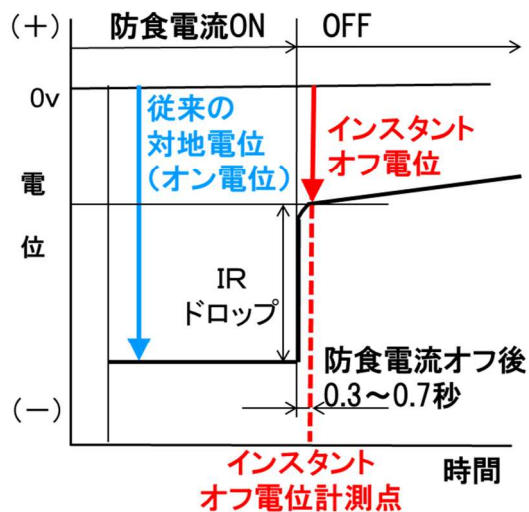 (＋)
防食電流ON
OFF
0v
従来の
対地電位
(オン電位)
インスタント
オフ電位
電
位
IR
ドロップ
防食電流オフ後
0.3～0.7秒
(－)
インスタント
オフ電位計測点
時間